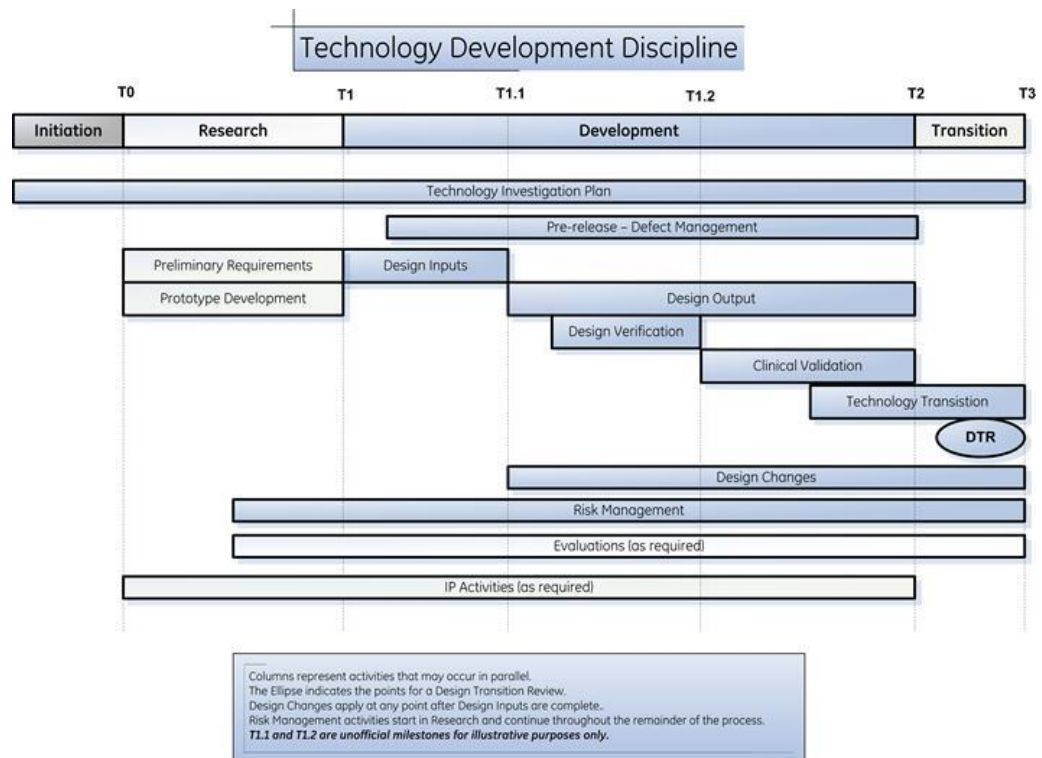 Technology Development Discipline
T0 T1 T1.1 T1.2 T2 T3
Initiation Research Development Transition
Technology Investigation Plan
Pre-release – Defect Management
Preliminary Requirements Design Inputs
Prototype Development Design Output
Design Verification
Clinical Validation
Technology Transistion
DTR
Design Changes
Risk Management
Evaluations (as required)
IP Activities (as required)
Columns represent activities that may occur in parallel.
The Ellipse indicates the points for a Design Transition Review.
Design Changes apply at any point after Design Inputs are complete..
Risk Management activities start in Research and continue throughout the remainder of the process.
T1.1 and T1.2 are unofficial milestones for illustrative purposes only.